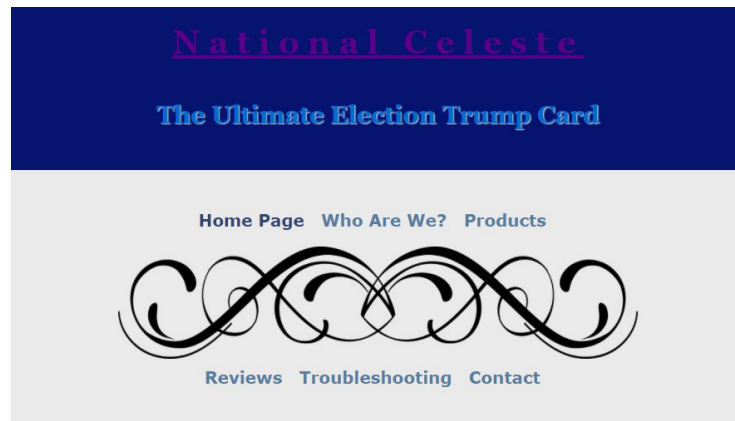 National Celeste
The Ultimate Election Trump Card
Home Page Who Are We? Products
Reviews Troubleshooting Contact